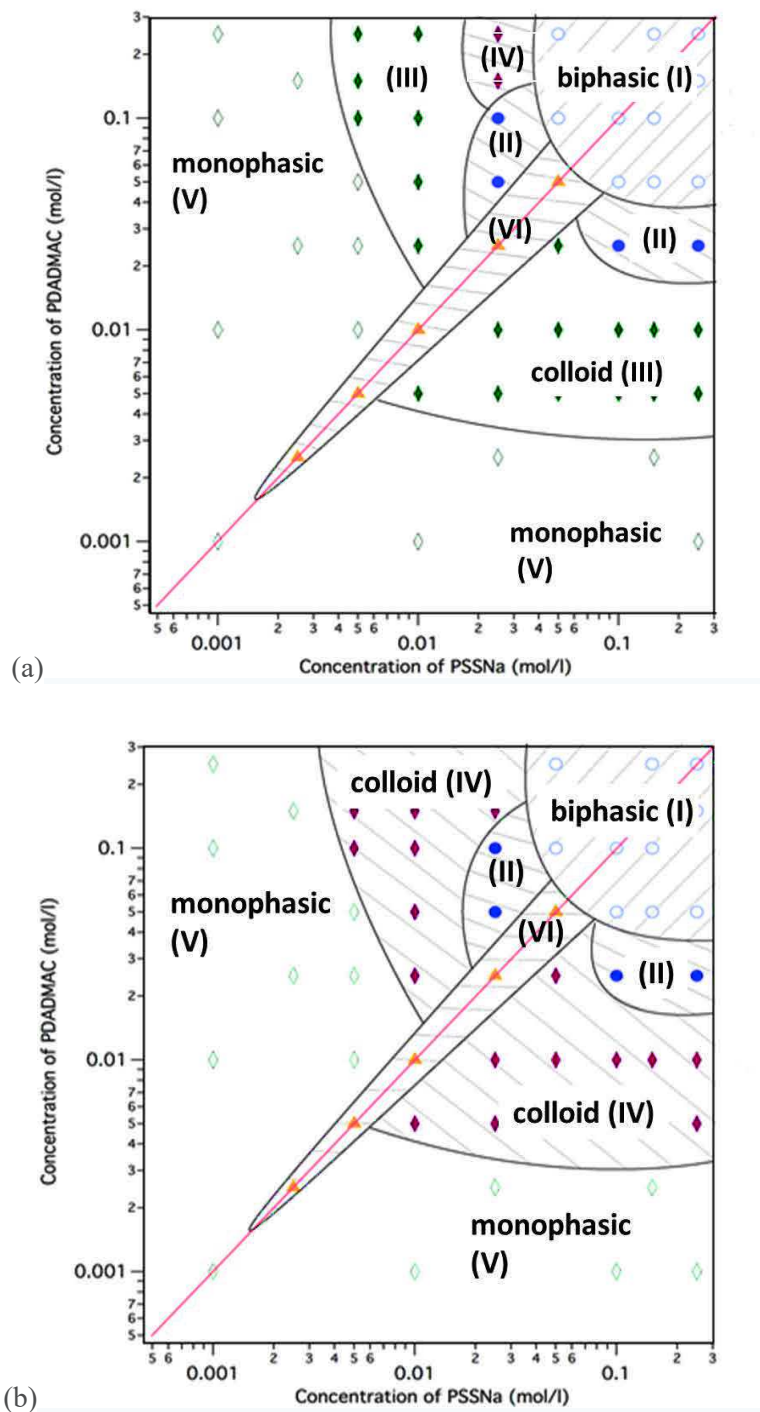 3
2
0.1
7
6
5
4
3
2
0.01
7
6
5
4
3
2
0.001
7
6
5
Concentration of PDADMAC (mol/l)
(III)
(IV)
biphasic (I)
(II)
monophasic
(V)
(VI)
(II)
colloid (III)
monophasic
(V)
5 6 0.001 2 3 4 5 6 0.01 2 3 4 5 6 0.1 2 3
Concentration of PSSNa (mol/l)
(a)
3
2
0.1
7
6
5
4
3
2
0.01
7
6
5
4
3
2
0.001
7
6
5
Concentration of PDADMAC (mol/l)
colloid (IV)
biphasic (I)
(II)
monophasic
(V)
(VI)
(II)
colloid (IV)
monophasic
(V)
5 6 0.001 2 3 4 5 6 0.01 2 3 4 5 6 0.1 2 3
Concentration of PSSNa (mol/l)
(b)